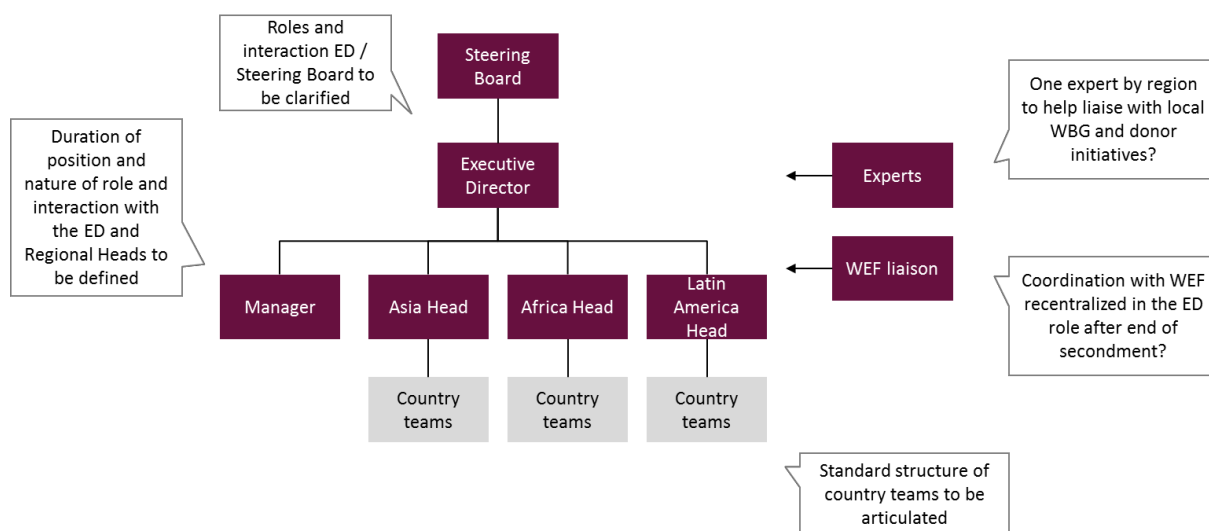 Roles and
interaction ED /
Steering Board to
be clarified
Steering
Board
One expert by region
to help liaise with local
WBG and donor
initiatives?
Duration of
position and
nature of role and
interaction with
the ED and
Regional Heads to
be defined
Executive
Director
Experts
Manager
Asia Head
Africa Head
Latin
America
Head
WEF liaison
Coordination with WEF
recentralized in the ED
role after end of
secondment?
Country
teams
Country
teams
Country
teams
Standard structure of
country teams to be
articulated